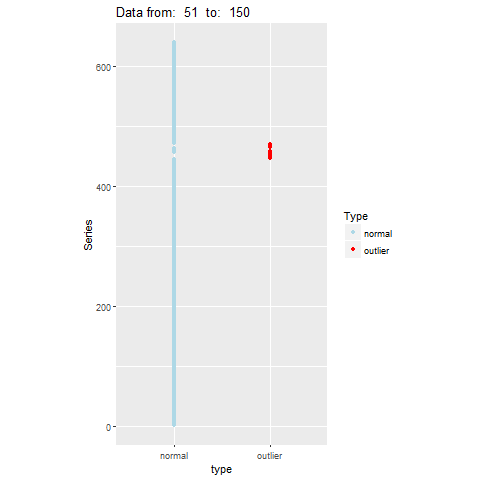 Data from:  51  to:  150
600
400
200
0
Series
normal
outlier
type
Type
normal
outlier